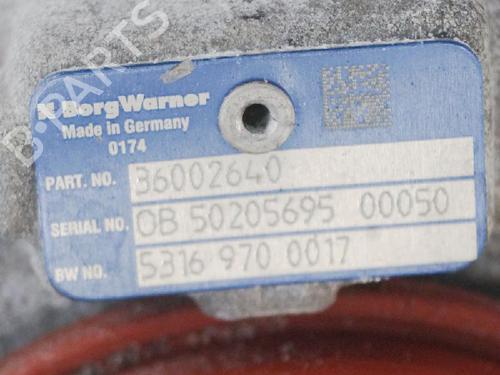 B-PARTS
BorgWarner
Made in Germany
0174
PART. NO. 36002640
SERIAL NO. OB 50205695 00050
BW NO. 5316 970 0017